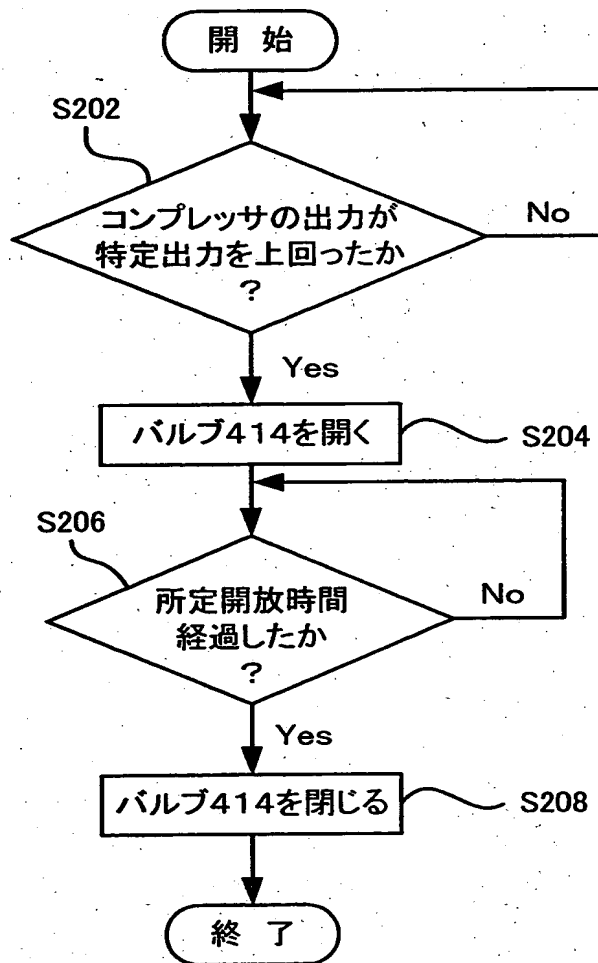 開 始
S202
コンプレッサの出力が
特定出力を上回ったか
?
No
Yes
バルブ414を開く
S204
S206
所定開放時間
経過したか
?
No
Yes
バルブ414を閉じる
S208
終 了